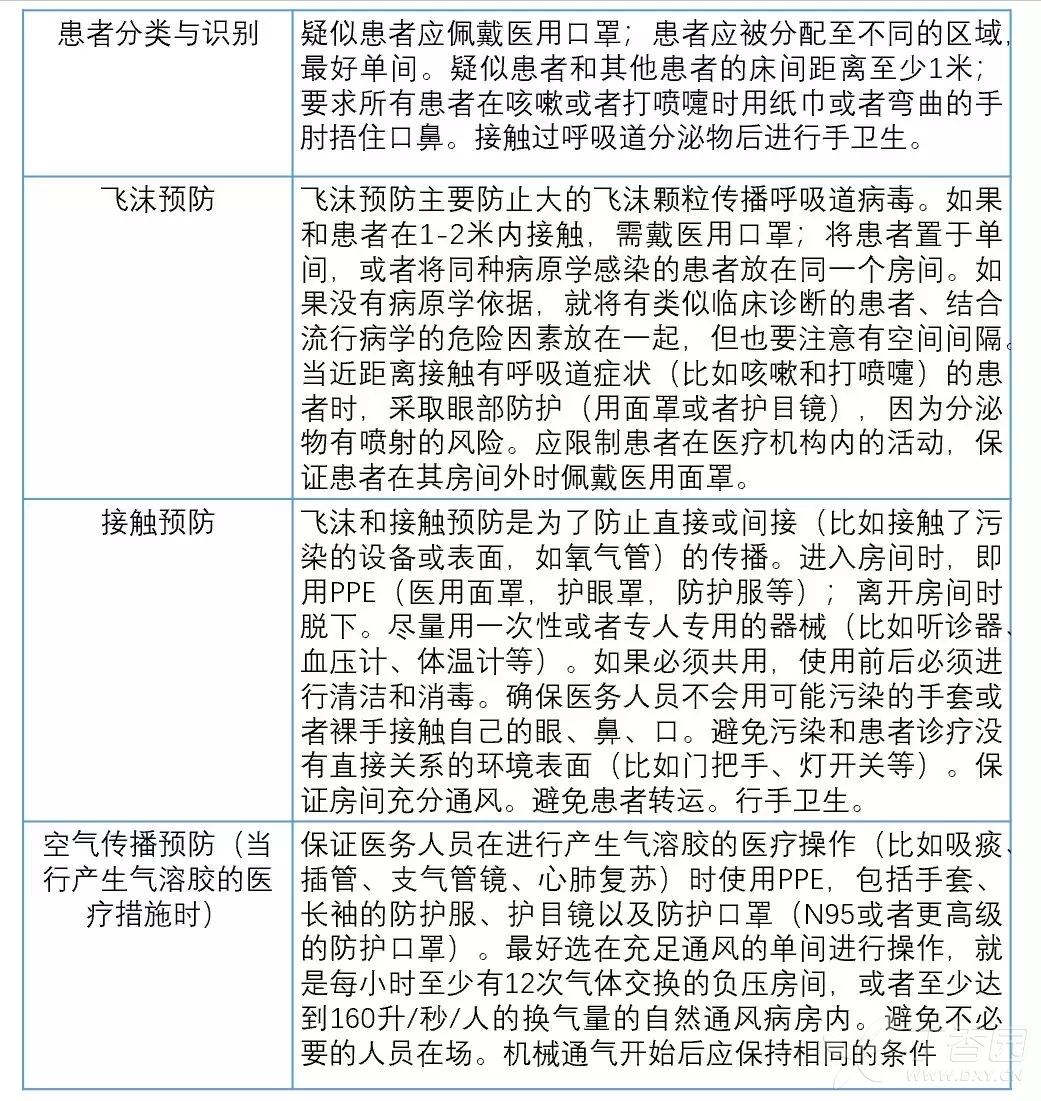 患者分类与识别
疑似患者应佩戴医用口罩；患者应被分配至不同的区域，
最好单间。疑似患者和其他患者的床间距离至少1米；
要求所有患者在咳嗽或者打喷嚏时用纸巾或者弯曲的手
肘捂住口鼻。接触过呼吸道分泌物后进行手卫生。
飞沫预防
飞沫预防主要防止大的飞沫颗粒传播呼吸道病毒。如果
和患者在1-2米内接触，需戴医用口罩；将患者置于单
间，或者将同种病原学感染的患者放在同一个房间。如
果没有病原学依据，就将有类似临床诊断的患者、结合
流行病学的危险因素放在一起，但也要注意有空间间隔。
当近距离接触有呼吸道症状（比如咳嗽和打喷嚏）的患
者时，采取眼部防护（用面罩或者护目镜），因为分泌
物有喷射的风险。应限制患者在医疗机构内的活动，保
证患者在其房间外时佩戴医用面罩。
接触预防
飞沫和接触预防是为了防止直接或间接（比如接触了污
染的设备或表面，如氧气管）的传播。进入房间时，即
用PPE（医用面罩，护眼罩，防护服等）；离开房间时
脱下。尽量用一次性或者专人专用的器械（比如听诊器、
血压计、体温计等）。如果必须共用，使用前后必须进
行清洁和消毒。确保医务人员不会用可能污染的手套或
者裸手接触自己的眼、鼻、口。避免污染和患者诊疗没
有直接关系的环境表面（比如门把手、灯开关等）。保
证房间充分通风。避免患者转运。行手卫生。
空气传播预防（当
行产生气溶胶的医
疗措施时）
保证医务人员在进行产生气溶胶的医疗操作（比如吸痰、
插管、支气管镜、心肺复苏）时使用PPE，包括手套、
长袖的防护服、护目镜以及防护口罩（N95或者更高级
的防护口罩）。最好选在充足通风的单间进行操作，就
是每小时至少有12次气体交换的负压房间，或者至少达
到160升/秒/人的换气量的自然通风病房内。避免不必
要的人员在场。机械通气开始后应保持相同的条件
香园
WWW.DXY.CN